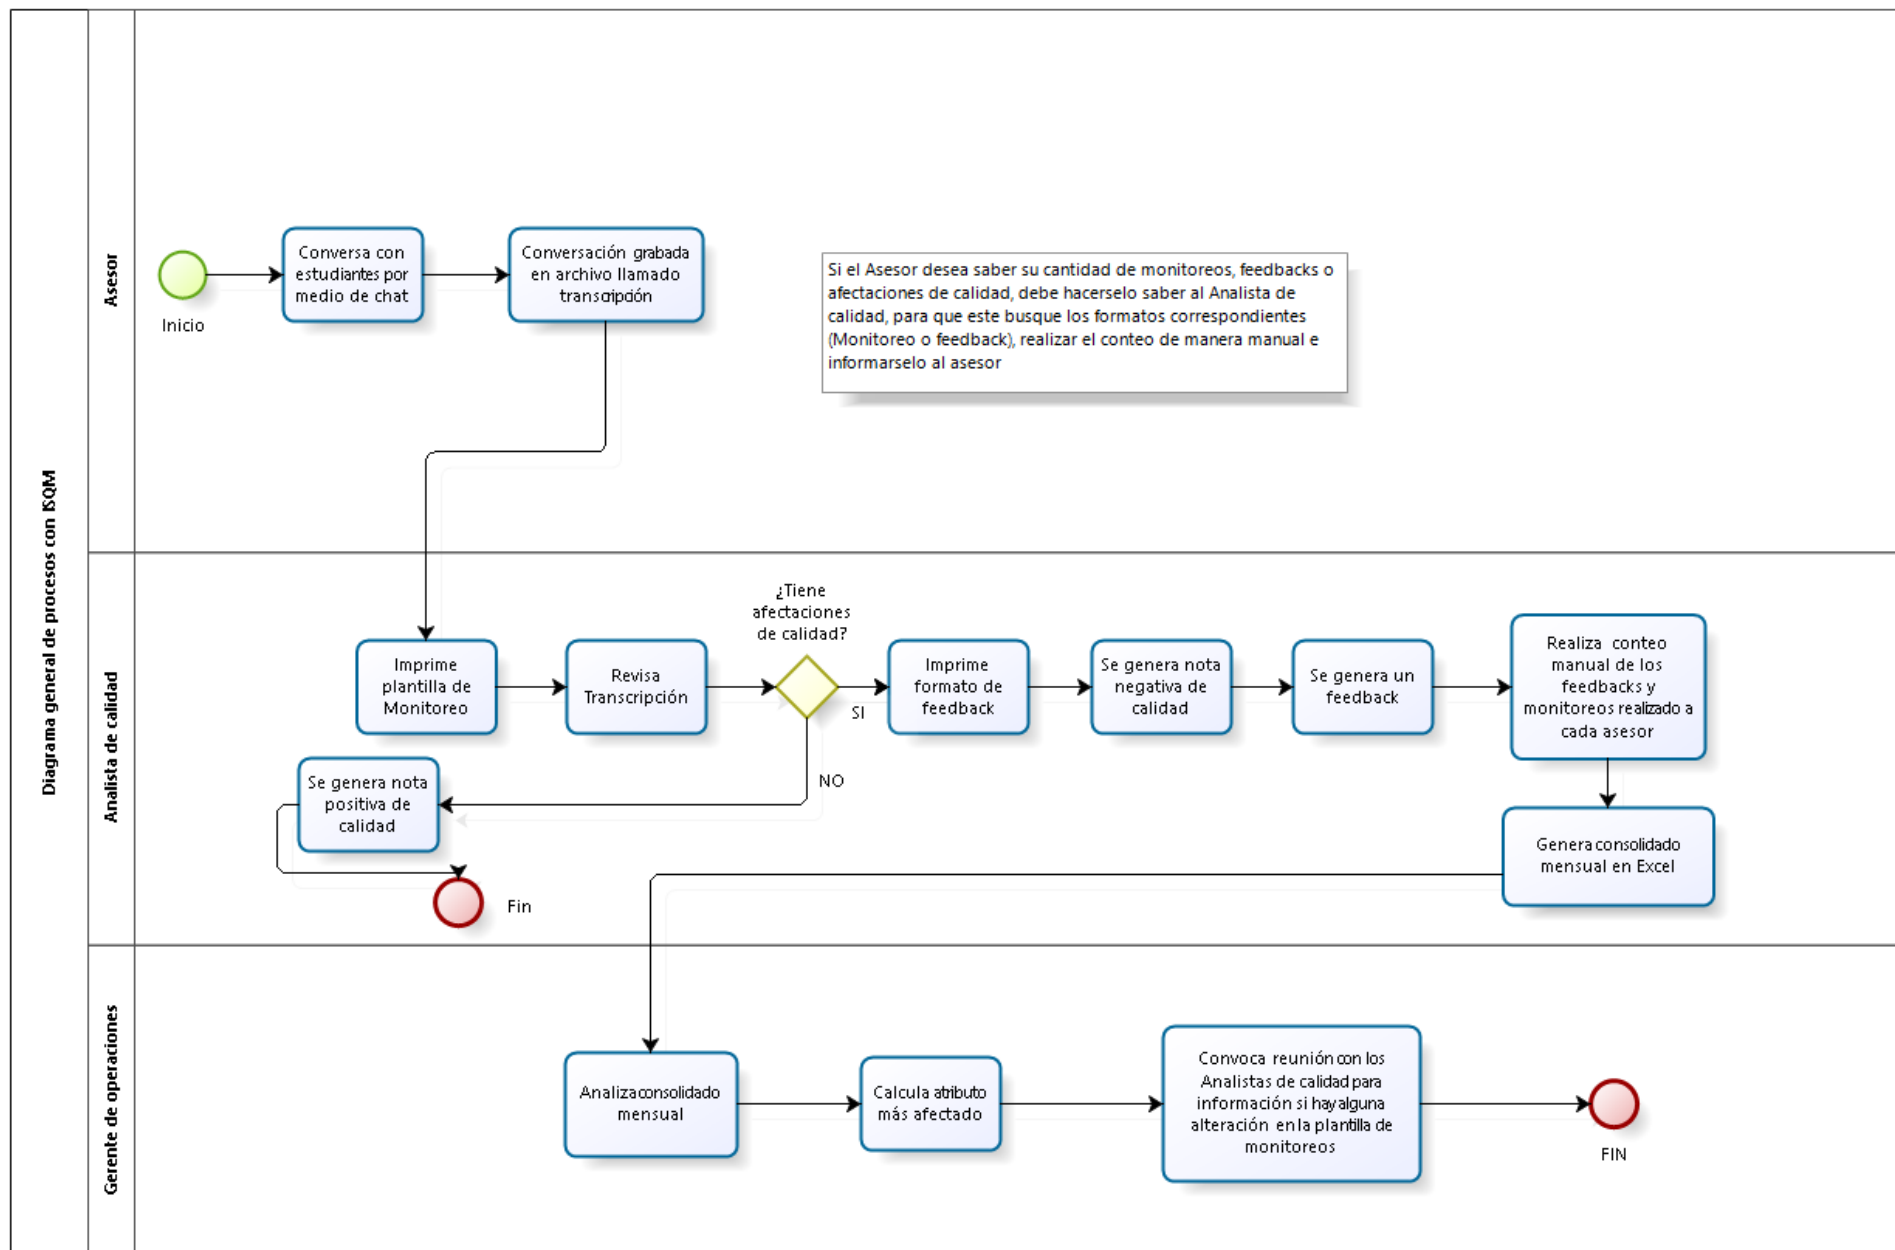 Diagrama general de procesos con ISQM
Asesor
Inicio
Conversa con
estudiantes por
medio de chat
Conversación grabada
en archivo llamado
transcripción
Si el Asesor desea saber su cantidad de monitoreos, feedbacks o
afectaciones de calidad, debe hacerselo saber al Analista de
calidad, para que este busque los formatos correspondientes
(Monitoreo o feedback), realizar el conteo de manera manual e
informarselo al asesor
Analista de calidad
Imprime
plantilla de
Monitoreo
Revisa
Transcripción
¿Tiene
afectaciones
de calidad?
SI
NO
Imprime
formato de
feedback
Se genera nota
negativa de
calidad
Se genera un
feedback
Realiza conteo
manual de los
feedbacks y
monitoreos realizado a
cada asesor
Se genera nota
positiva de
calidad
Fin
Genera consolidado
mensual en Excel
Gerente de operaciones
Analiza consolidado
mensual
Calcula atributo
más afectado
Convoca reunión con los
Analistas de calidad para
información si hay alguna
alteración en la plantilla de
monitoreos
FIN